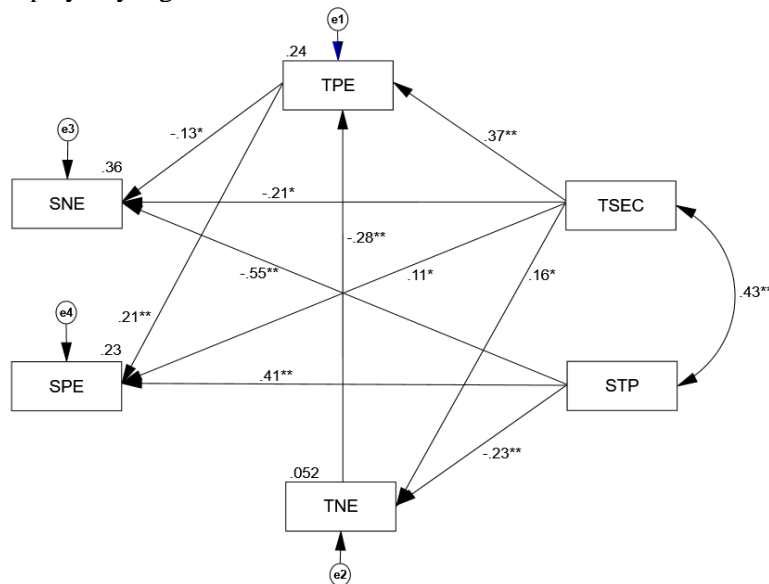 e1
.24
TPE
e3
-.13*
.37**
.36
SNE
-.21*
TSEC
-.28**
-.55**
.11*
.16*
.43**
e4
.21**
.23
SPE
.41**
STP
-.23**
.052
TNE
e2